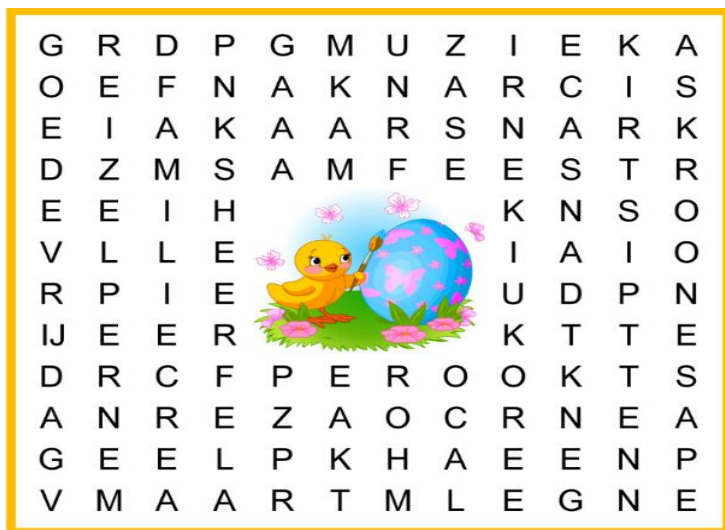 G R D P G M U Z I E K A
O E F N A K N A R C I S
E I A K A A R S N A R K
D Z M S A M F E E S T R
E E I H K N S O
V L L E I A I O
R P I E U D P N
IJ E E R K T T E
D R C F P E R O O K T S
A N R E Z A O C R N E A
G E E L P K H A E E N P
V M A A R T M L E G N E